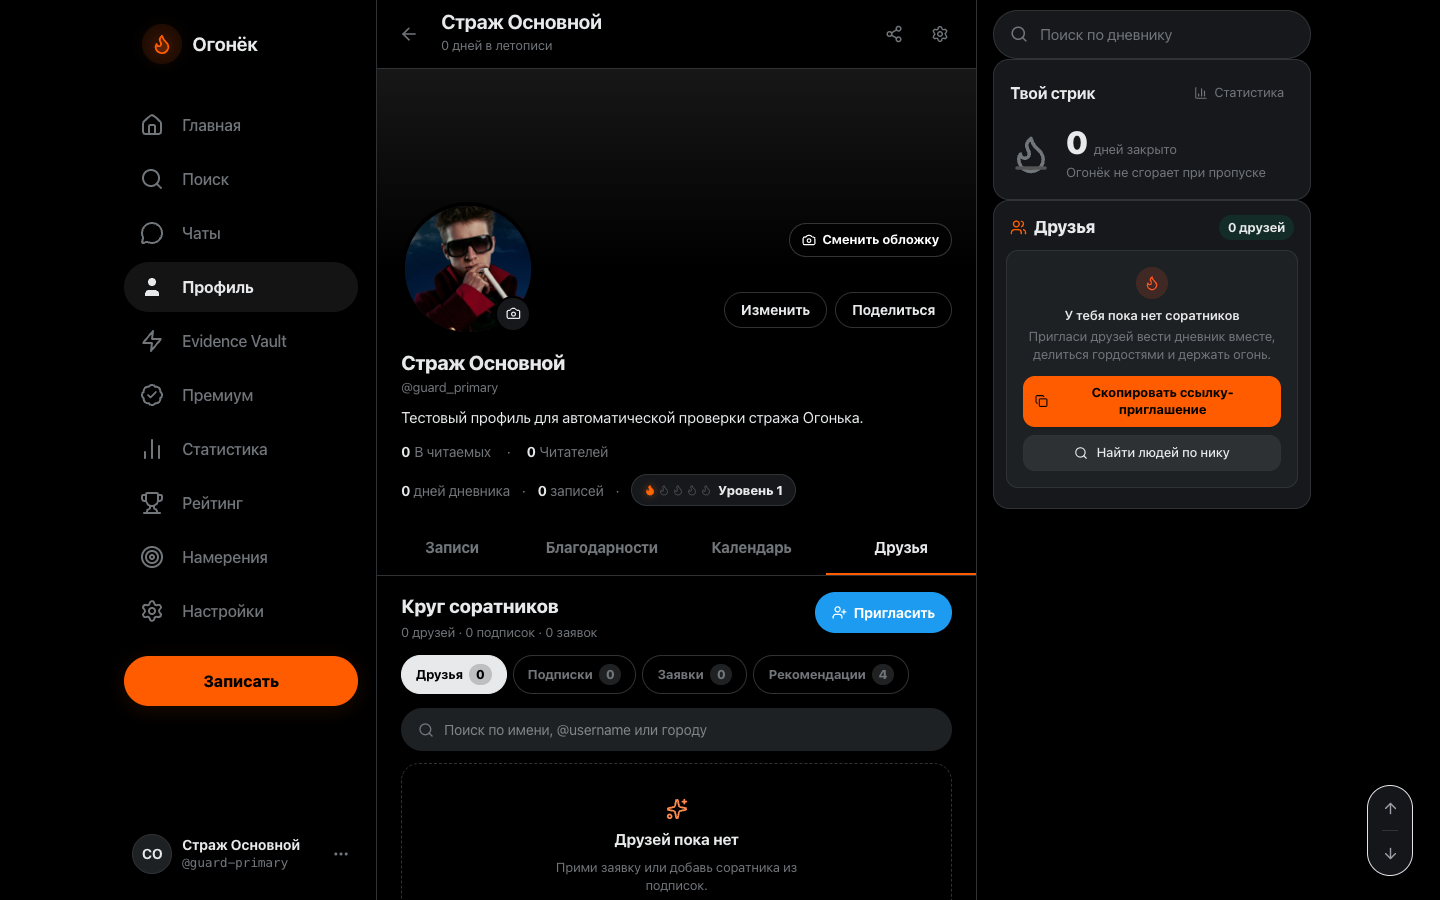 Огонёк
Главная
Поиск
Чаты
Профиль
Evidence Vault
Премиум
Статистика
Рейтинг
Намерения
Настройки
Записать
СО
Страж Основной
@guard-primary
Страж Основной
0 дней в летописи
Сменить обложку
Изменить
Поделиться
Страж Основной
@guard_primary
Тестовый профиль для автоматической проверки стража Огонька.
0 В читаемых · 0 Читателей
0 дней дневника · 0 записей · Уровень 1
Записи
Благодарности
Календарь
Друзья
Круг соратников
0 друзей · 0 подписок · 0 заявок
Пригласить
Друзья 0
Подписки 0
Заявки 0
Рекомендации 4
Поиск по имени, @username или городу
Друзей пока нет
Прими заявку или добавь соратника из
подписок.
Поиск по дневнику
Твой стрик
Статистика
0 дней закрыто
Огонёк не сгорает при пропуске
Друзья
0 друзей
У тебя пока нет соратников
Пригласи друзей вести дневник вместе,
делиться гордостями и держать огонь.
Скопировать ссылку-
приглашение
Найти людей по нику